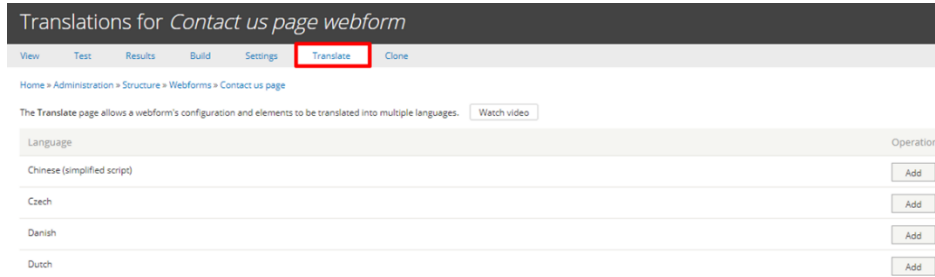 Translations for Contact us page webform
View Test Results Build Settings Translate Clone
Home » Administration » Structure » Webforms » Contact us page
The Translate page allows a webform's configuration and elements to be translated into multiple languages. Watch video
Language
Chinese (simplified script) Add
Czech Add
Danish Add
Dutch Add